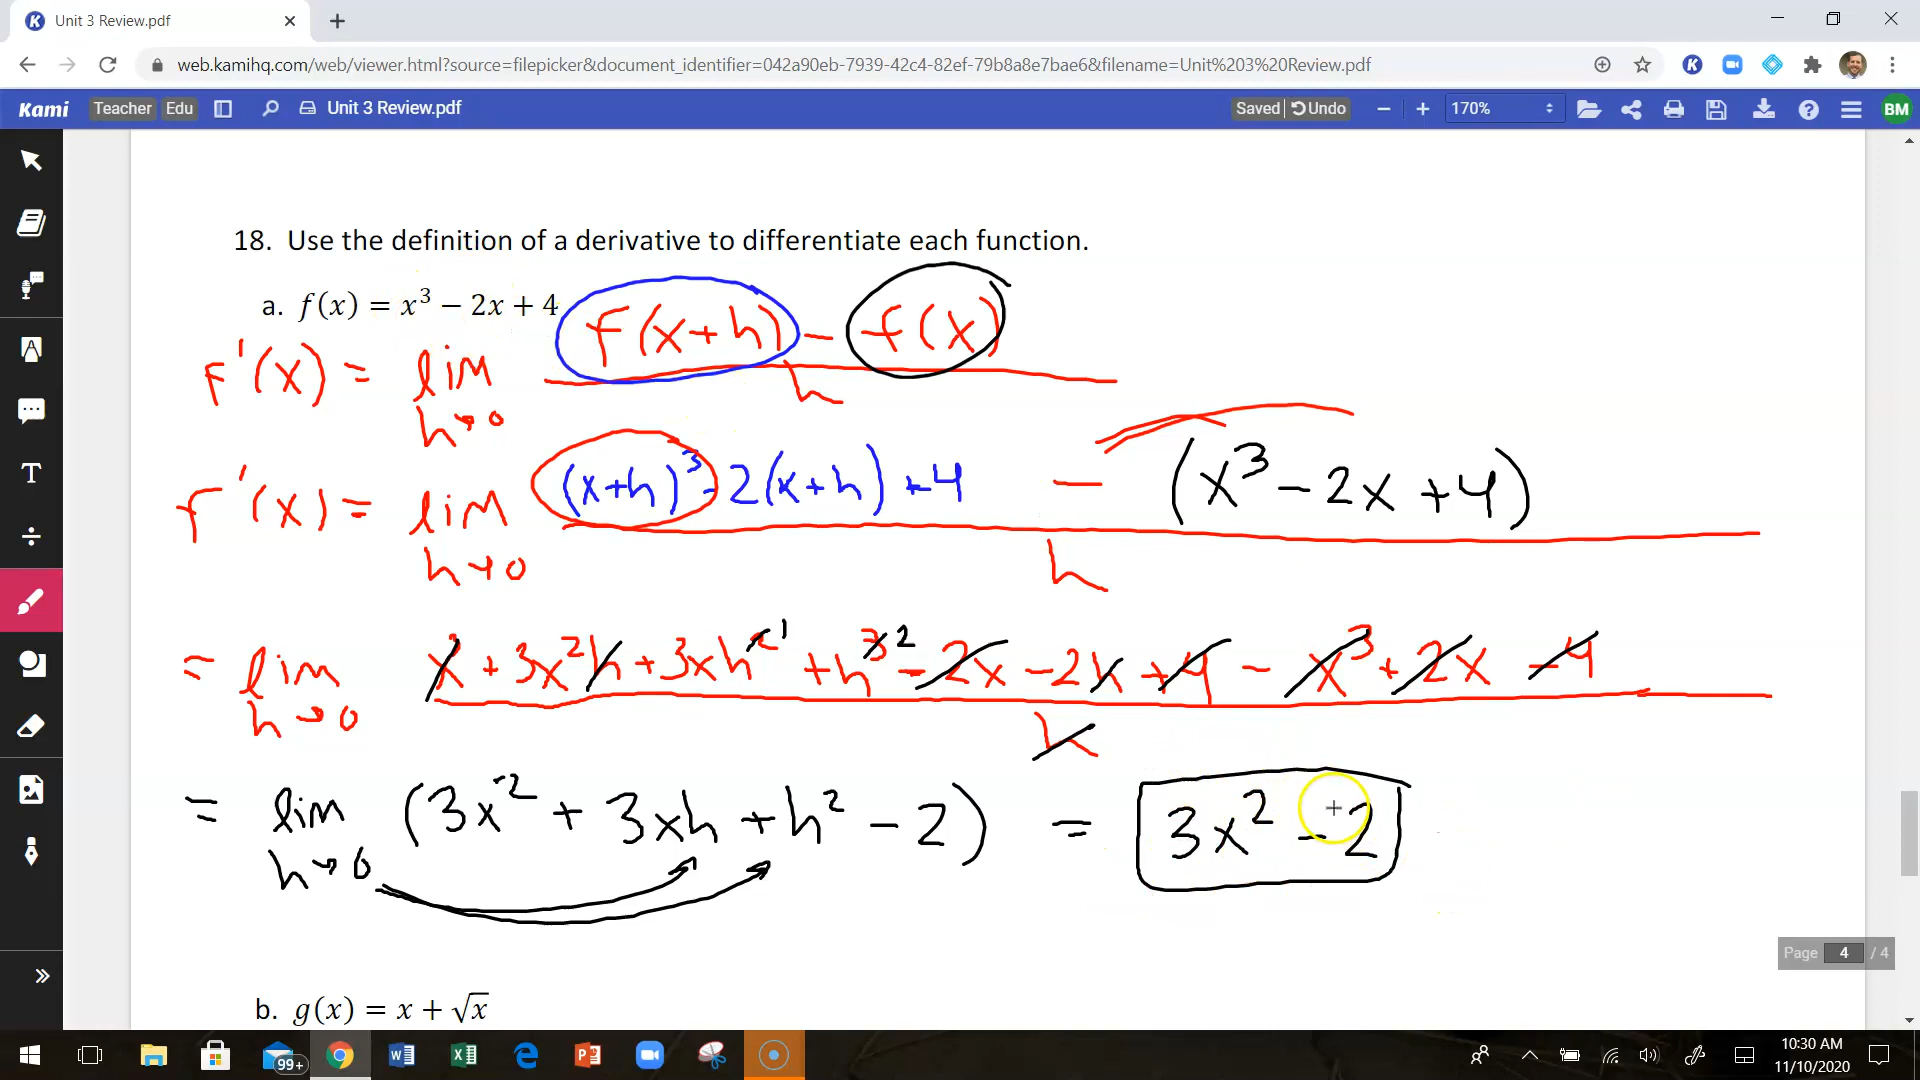 Unit 3 Review.pdf
web.kamihq.com/web/viewer.html?source=filepicker&document_identifier=042a90eb-7939-42c4-82ef-79b8a8e7bae6&filename=Unit%203%20Review.pdf
Kami Teacher Edu Unit 3 Review.pdf Saved Undo 170% BM
18. Use the definition of a derivative to differentiate each function.
a. f(x) = x³ − 2x + 4
f(x+h) − f(x)
f'(x) = lim
h→0
h
f'(x) = lim (x+h)³ - 2(x+h) +4 − (x³ − 2x +4)
h→0
h
= lim x³ + 3x²h + 3xh² ¹ + h³ ² − 2x − 2h + 4 − x³ + 2x − 4
h→0
h
= lim (3x² + 3xh + h² − 2) = 3x² − 2
h→0
Page 4 / 4
b. g(x) = x + √x
99+
10:30 AM
11/10/2020